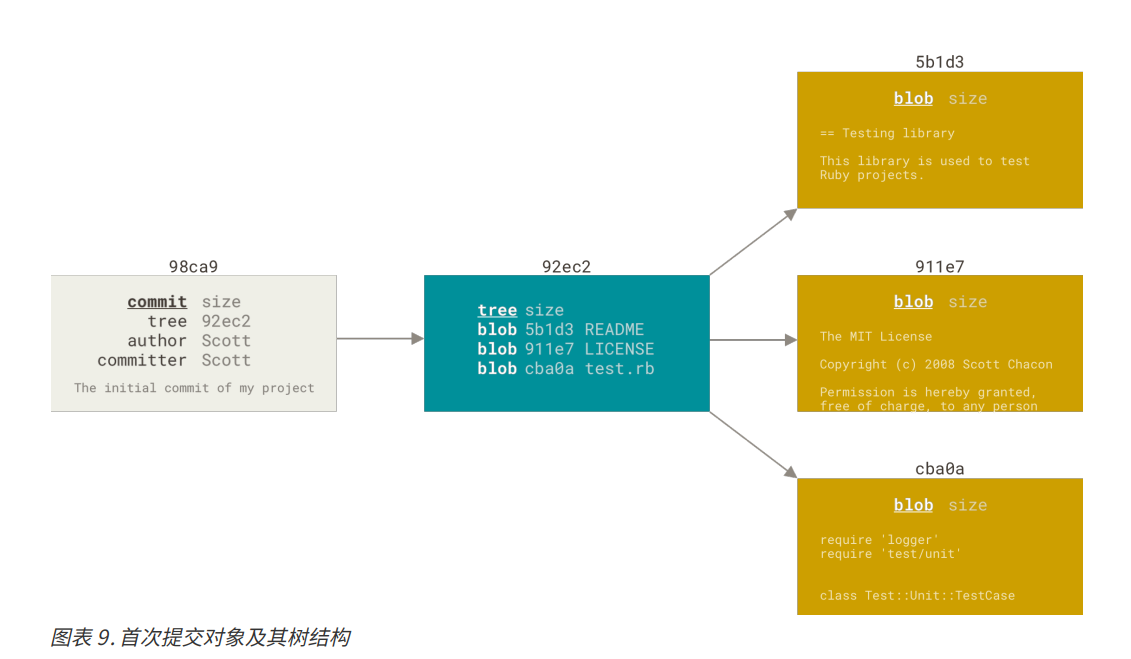 98ca9
commit size
tree 92ec2
author Scott
committer Scott
The initial commit of my project
92ec2
tree size
blob 5b1d3 README
blob 911e7 LICENSE
blob cba0a test.rb
5b1d3
blob size
== Testing library
This library is used to test
Ruby projects.
911e7
blob size
The MIT License
Copyright (c) 2008 Scott Chacon
Permission is hereby granted,
free of charge, to any person
cba0a
blob size
require 'logger'
require 'test/unit'
class Test::Unit::TestCase
图表 9. 首次提交对象及其树结构